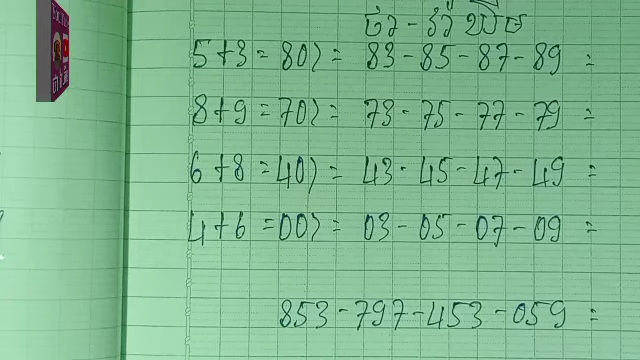 5+3=80)= 83-85-87-89 =
8+9=70)= 73-75-77-79 =
6+8=40)= 43-45-47-49 =
4+6=00)= 03-05-07-09 =
853-797-453-059 =